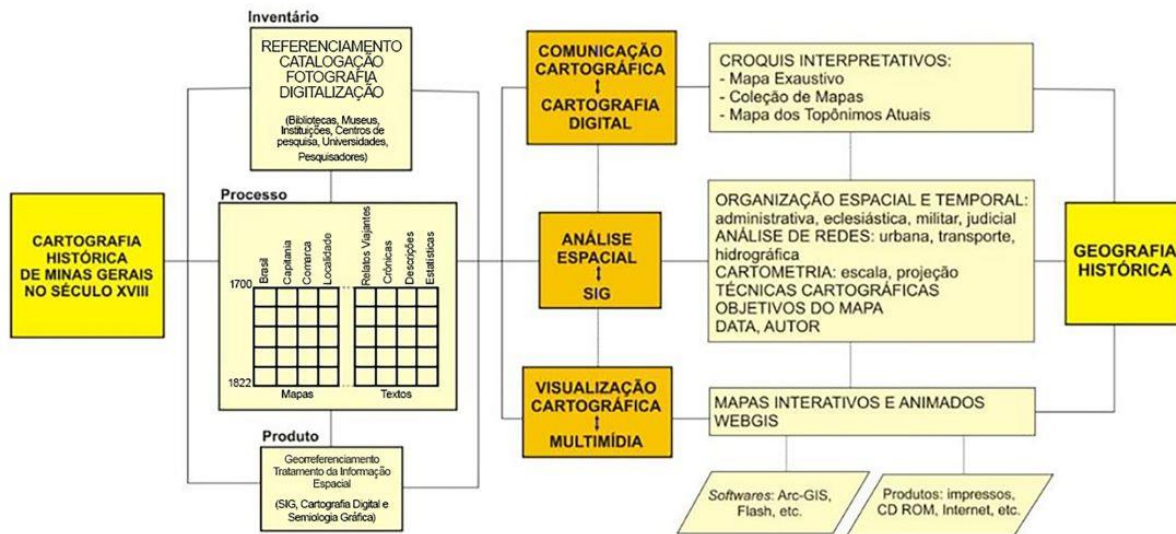 CARTOGRAFIA
HISTÓRICA
DE MINAS GERAIS
NO SÉCULO XVIII
Inventário
REFERENCIAMENTO
CATALOGAÇÃO
FOTOGRAFIA
DIGITALIZAÇÃO
(Bibliotecas, Museus,
Instituições, Centros de
pesquisa, Universidades,
Pesquisadores)
Processo
Brasil
Capitania
Comarca
Localidade
Relatos Viajantes
Crônicas
Descrições
Estatísticas
1700
1822
Mapas
Textos
Produto
Georreferenciamento
Tratamento da Informação
Espacial
(SIG, Cartografia Digital e
Semiologia Gráfica)
COMUNICAÇÃO
CARTOGRÁFICA
CARTOGRAFIA
DIGITAL
ANÁLISE
ESPACIAL
SIG
VISUALIZAÇÃO
CARTOGRÁFICA
MULTIMÍDIA
CROQUIS INTERPRETATIVOS:
- Mapa Exaustivo
- Coleção de Mapas
- Mapa dos Topônimos Atuais
ORGANIZAÇÃO ESPACIAL E TEMPORAL:
administrativa, eclesiástica, militar, judicial
ANÁLISE DE REDES: urbana, transporte,
hidrográfica
CARTOMETRIA: escala, projeção
TÉCNICAS CARTOGRÁFICAS
OBJETIVOS DO MAPA
DATA, AUTOR
MAPAS INTERATIVOS E ANIMADOS
WEBGIS
Softwares: Arc-GIS,
Flash, etc.
Produtos: impressos,
CD ROM, Internet, etc.
GEOGRAFIA
HISTÓRICA